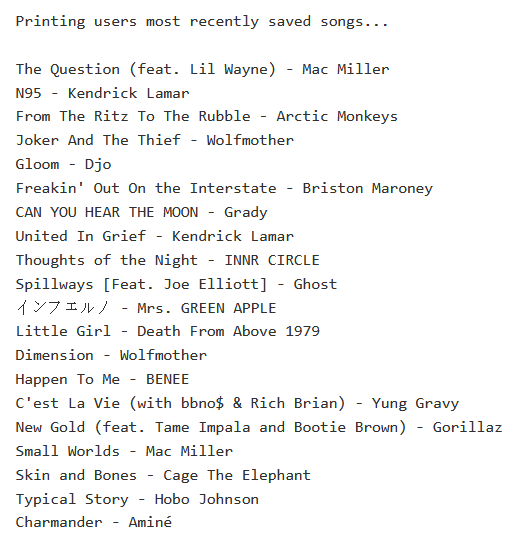 Printing users most recently saved songs...
The Question (feat. Lil Wayne) - Mac Miller
N95 - Kendrick Lamar
From The Ritz To The Rubble - Arctic Monkeys
Joker And The Thief - Wolfmother
Gloom - Djo
Freakin' Out On the Interstate - Briston Maroney
CAN YOU HEAR THE MOON - Grady
United In Grief - Kendrick Lamar
Thoughts of the Night - INNR CIRCLE
Spillways [Feat. Joe Elliott] - Ghost
インフェルノ - Mrs. GREEN APPLE
Little Girl - Death From Above 1979
Dimension - Wolfmother
Happen To Me - BENEE
C'est La Vie (with bbno$ & Rich Brian) - Yung Gravy
New Gold (feat. Tame Impala and Bootie Brown) - Gorillaz
Small Worlds - Mac Miller
Skin and Bones - Cage The Elephant
Typical Story - Hobo Johnson
Charmander - Aminé